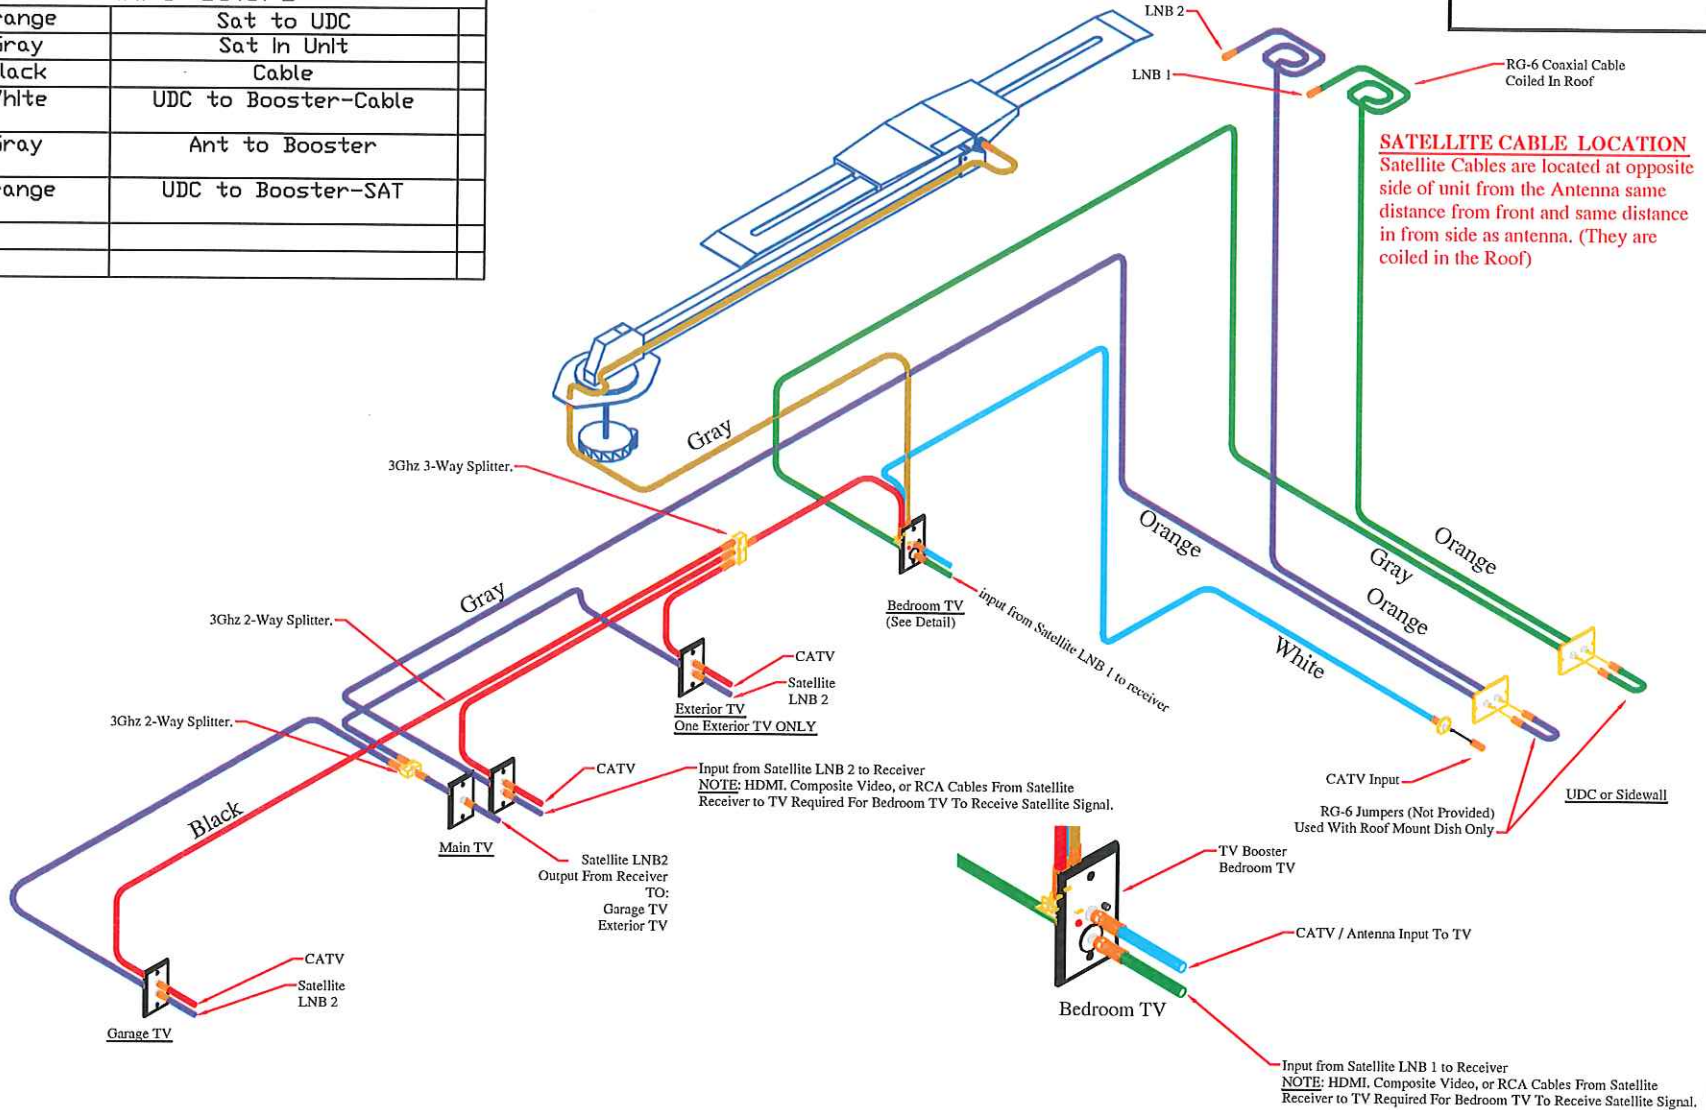 Sat to UDC
Sat In Unit
Cable
UDC to Booster-Cable
Ant to Booster
UDC to Booster-SAT
LNB 2
LNB 1
RG-6 Coaxial Cable
Coiled In Roof
SATELLITE CABLE LOCATION
Satellite Cables are located at opposite
side of unit from the Antenna same
distance from front and same distance
in from side as antenna. (They are
coiled in the Roof)
Gray
3Ghz 3-Way Splitter.
Orange
Orange
Gray
Orange
Gray
Bedroom TV
(See Detail)
input from Satellite LNB 1 to receiver
White
3Ghz 2-Way Splitter.
CATV
Satellite
LNB 2
Exterior TV
One Exterior TV ONLY
3Ghz 2-Way Splitter.
CATV
Input from Satellite LNB 2 to Receiver
NOTE: HDMI, Composite Video, or RCA Cables From Satellite
Receiver to TV Required For Bedroom TV To Receive Satellite Signal.
CATV Input
UDC or Sidewall
RG-6 Jumpers (Not Provided)
Used With Roof Mount Dish Only
Black
Main TV
Satellite LNB2
Output From Receiver
TO:
Garage TV
Exterior TV
TV Booster
Bedroom TV
CATV / Antenna Input To TV
CATV
Satellite
LNB 2
Garage TV
Bedroom TV
Input from Satellite LNB 1 to Receiver
NOTE: HDMI, Composite Video, or RCA Cables From Satellite
Receiver to TV Required For Bedroom TV To Receive Satellite Signal.